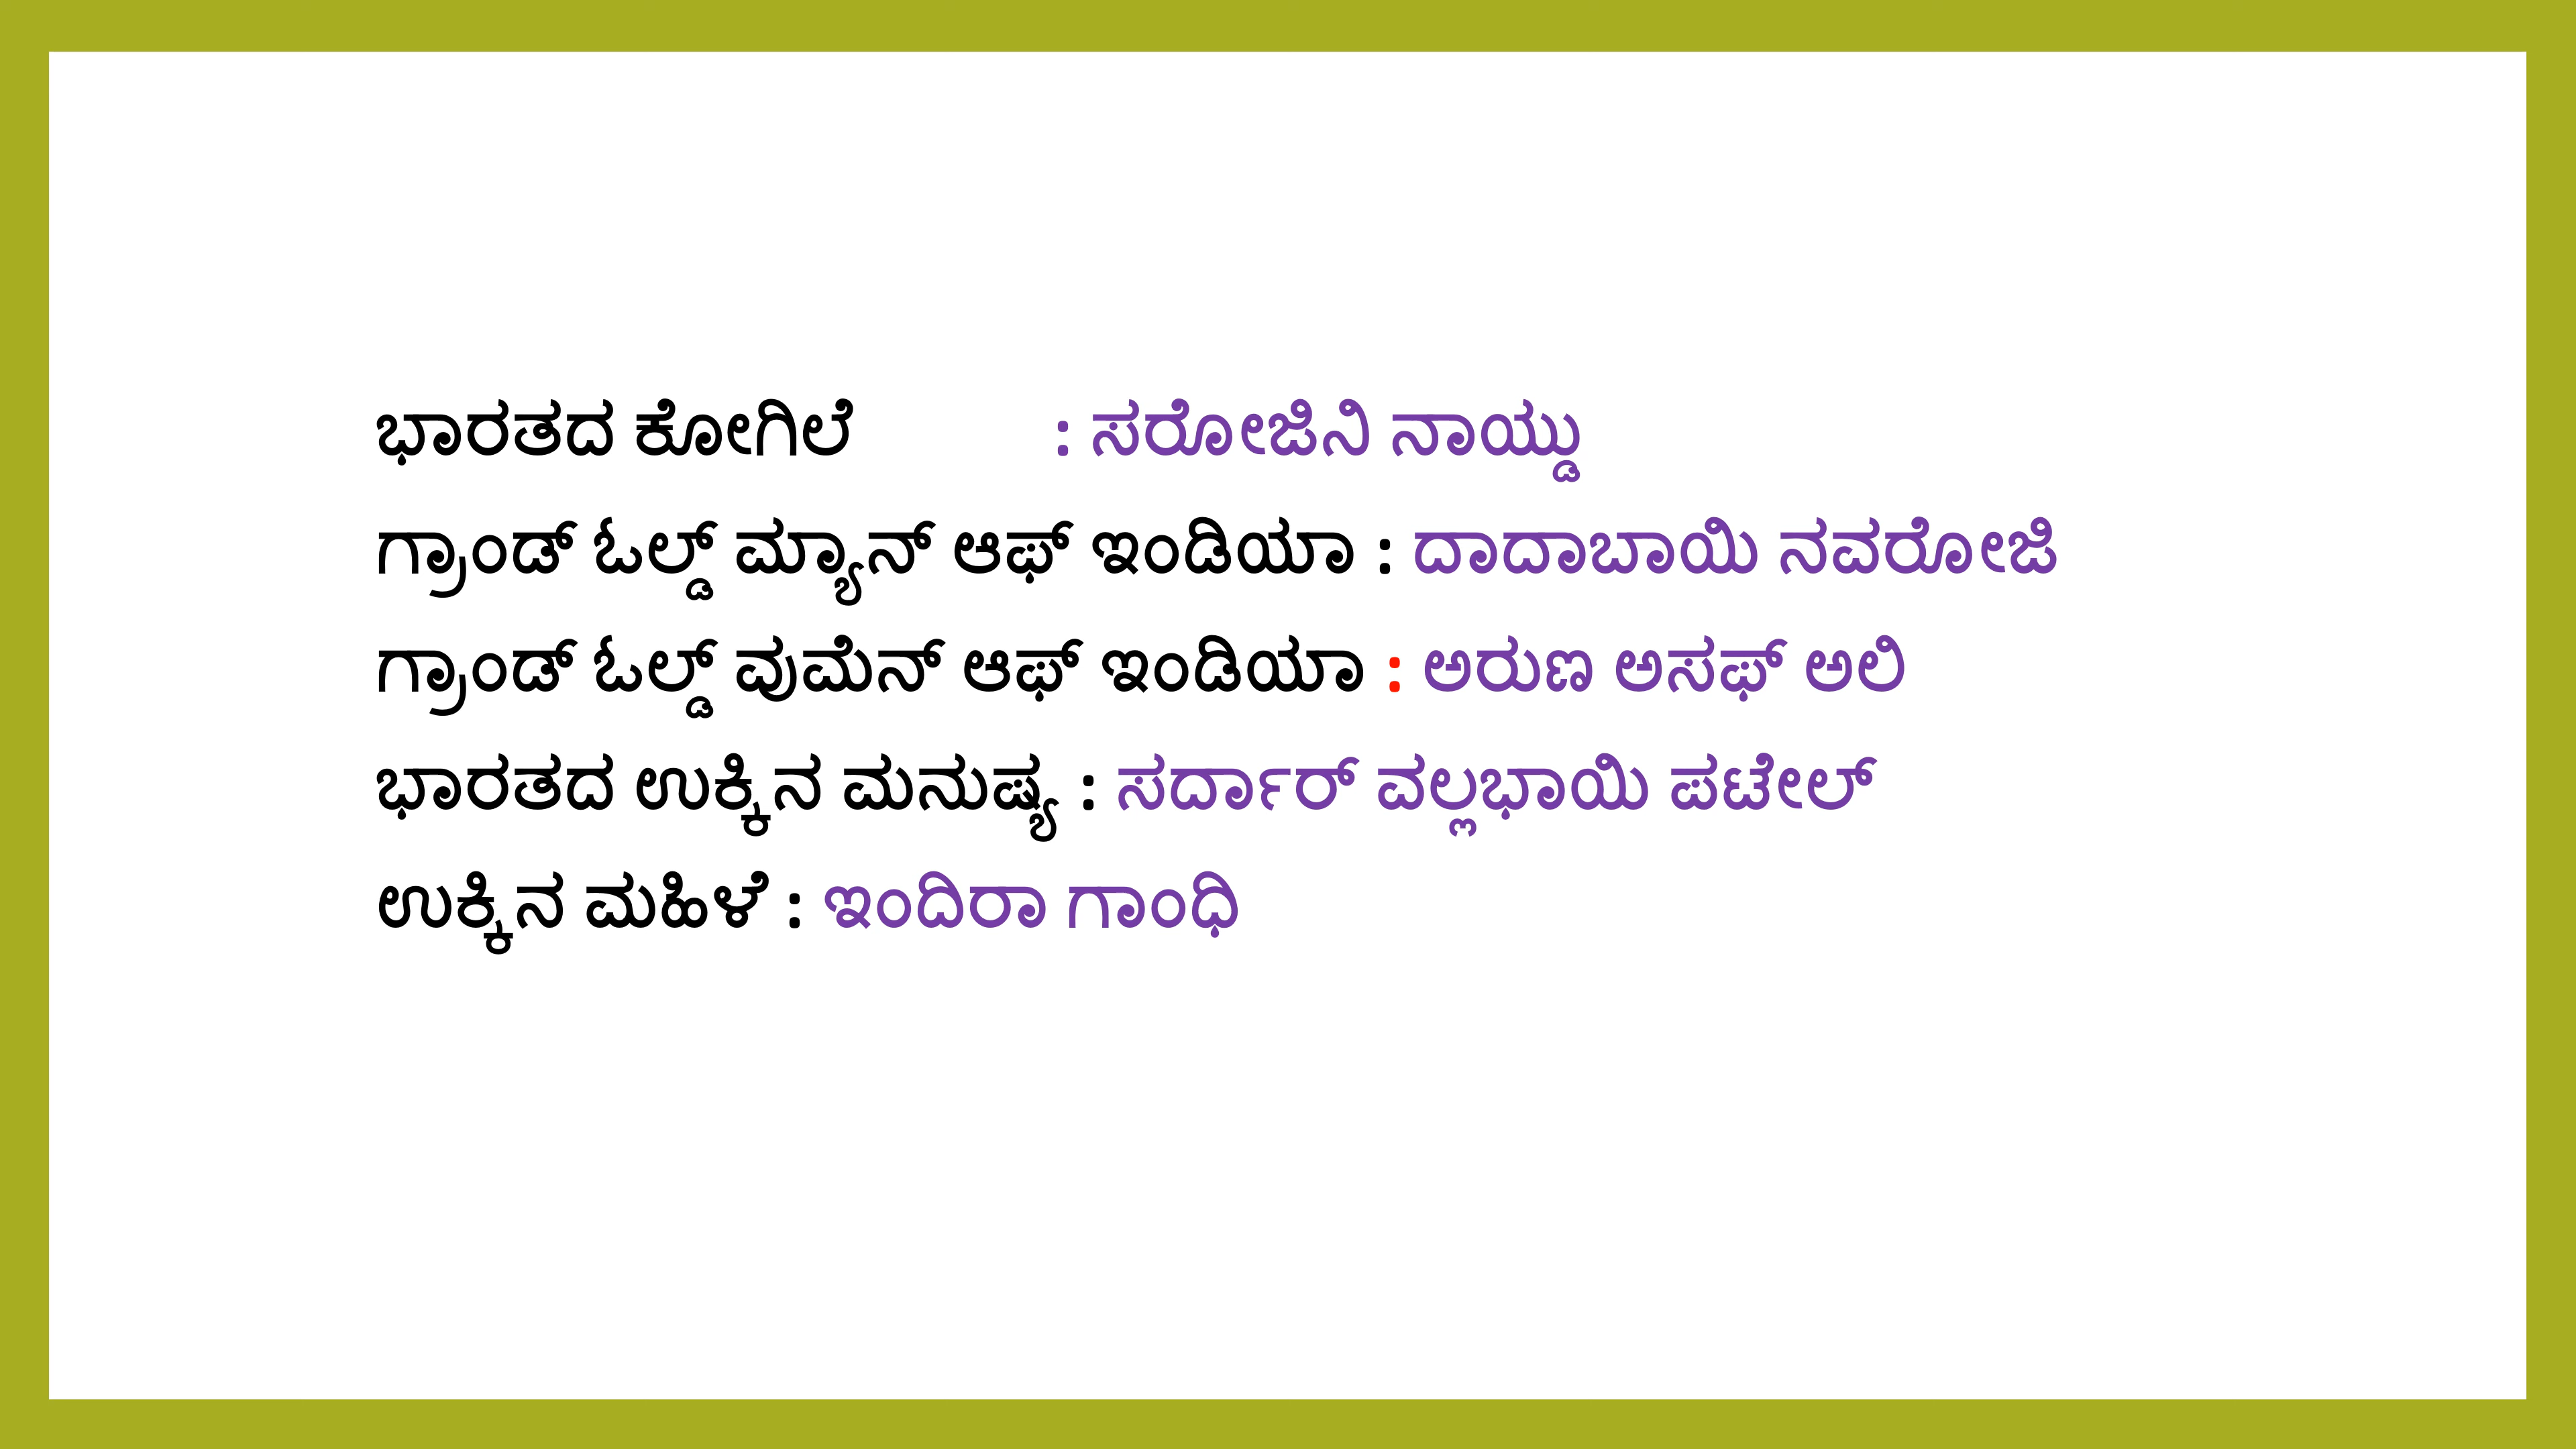 ಭಾರತದ ಕೋಗಿಲೆ : ಸರೋಜಿನಿ ನಾಯ್ಡು
ಗ್ರಾಂಡ್ ಓಲ್ಡ್ ಮ್ಯಾನ್ ಆಫ್ ಇಂಡಿಯಾ : ದಾದಾಬಾಯಿ ನವರೋಜಿ
ಗ್ರಾಂಡ್ ಓಲ್ಡ್ ವುಮೆನ್ ಆಫ್ ಇಂಡಿಯಾ : ಅರುಣ ಅಸಫ್ ಅಲಿ
ಭಾರತದ ಉಕ್ಕಿನ ಮನುಷ್ಯ : ಸರ್ದಾರ್ ವಲ್ಲಭಾಯಿ ಪಟೇಲ್
ಉಕ್ಕಿನ ಮಹಿಳೆ : ಇಂದಿರಾ ಗಾಂಧಿ